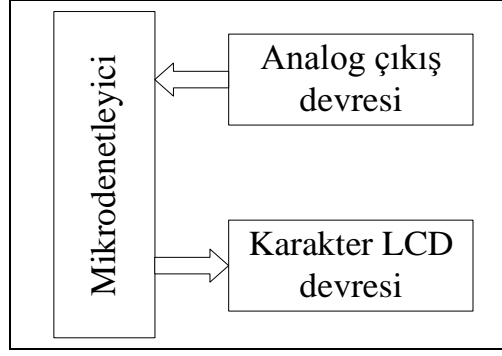 Mikrodenetleyici
Analog çıkış
devresi
Karakter LCD
devresi